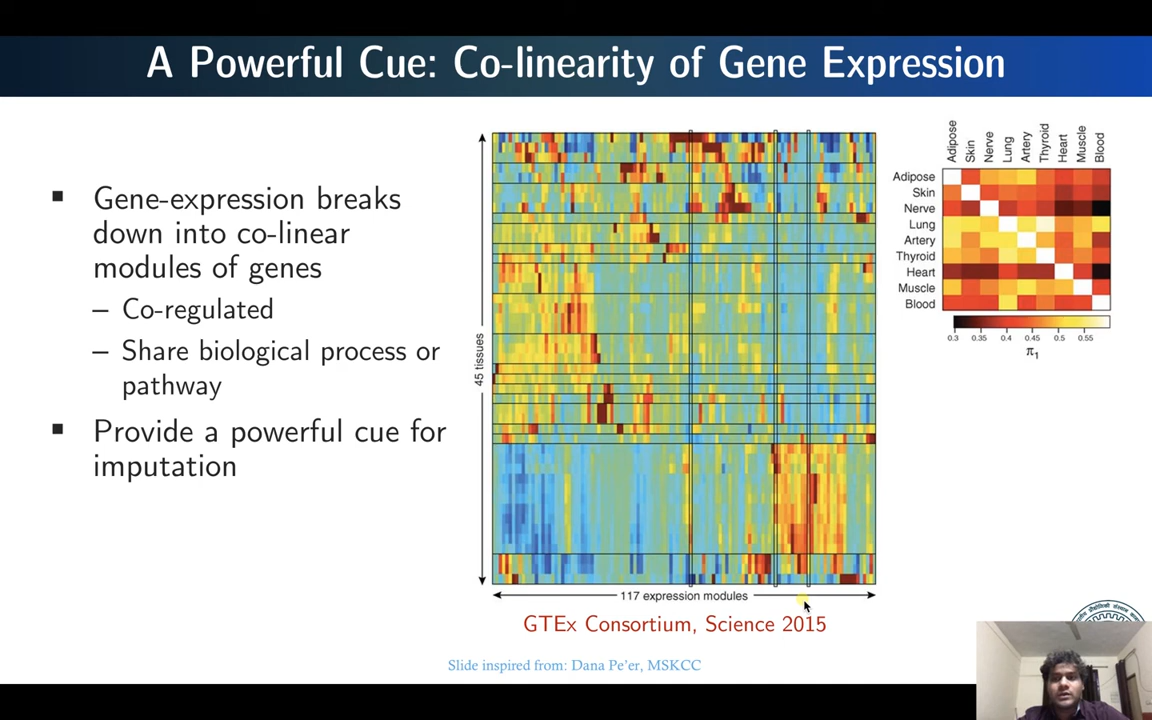 A Powerful Cue: Co-linearity of Gene Expression
▪ Gene-expression breaks
down into co-linear
modules of genes
– Co-regulated
– Share biological process or
pathway
▪ Provide a powerful cue for
imputation
45 tissues
117 expression modules
GTEx Consortium, Science 2015
Adipose
Skin
Nerve
Lung
Artery
Thyroid
Heart
Muscle
Blood
Adipose
Skin
Nerve
Lung
Artery
Thyroid
Heart
Muscle
Blood
0.3 0.35 0.4 0.45 0.5 0.55
π₁
Slide inspired from: Dana Pe'er, MSKCC